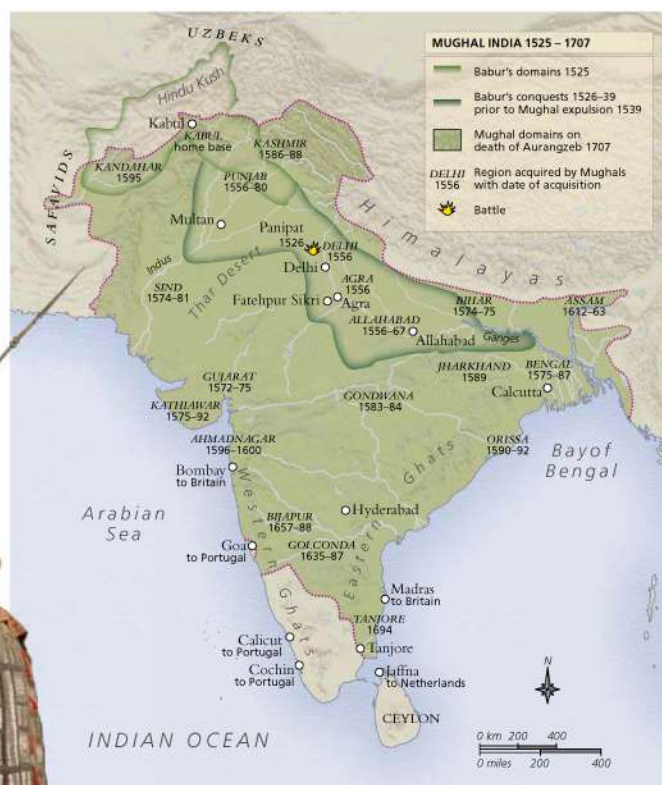 MUGHAL INDIA 1525 – 1707
Babur's domains 1525
Babur's conquests 1526–39
prior to Mughal expulsion 1539
Mughal domains on
death of Aurangzeb 1707
DELHI
1556
Region acquired by Mughals
with date of acquisition
Battle
UZBEKS
Hindu Kush
SAFAVIDS
Kabul
KABUL
home base
KASHMIR
1586–88
KANDAHAR
1595
PUNJAB
1556–80
Multan
Panipat
1526
DELHI
1556
Delhi
Himalayas
Indus
Thar Desert
SIND
1574–81
AGRA
1556
Fatehpur Sikri
Agra
BIHAR
1574–75
ASSAM
1612–63
ALLAHABAD
1556–67
Allahabad
Ganges
JHARKHAND
1589
BENGAL
1575–87
Calcutta
GUJARAT
1572–75
GONDWANA
1583–84
KATHIAWAR
1575–92
AHMADNAGAR
1596–1600
ORISSA
1590–92
Bayof
Bengal
Bombay
to Britain
Western Ghats
Eastern Ghats
Arabian
Sea
Hyderabad
BIJAPUR
1657–88
GOLCONDA
1635–87
Goa
to Portugal
Madras
to Britain
TANJORE
1694
Tanjore
Calicut
to Portugal
Cochin
to Portugal
Jaffna
to Netherlands
CEYLON
INDIAN OCEAN
N
0 km 200 400
0 miles 200 400